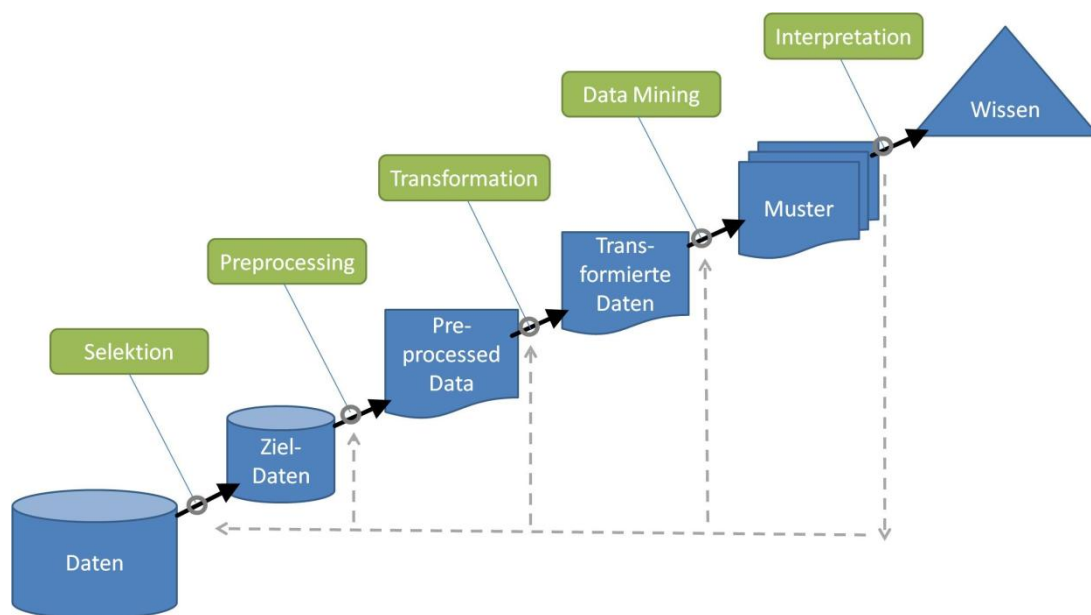 Interpretation
Wissen
Data Mining
Muster
Transformation
Trans-
formierte
Daten
Preprocessing
Pre-
processed
Data
Selektion
Ziel-
Daten
Daten